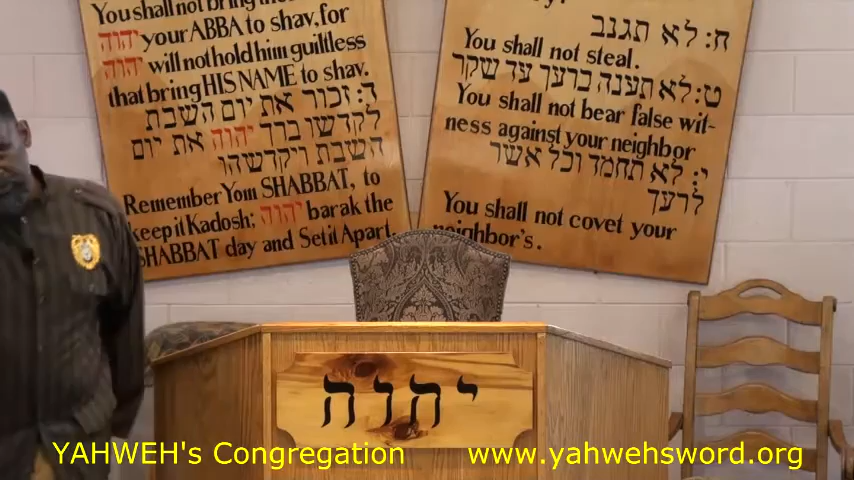 You shall not bring
your ABBA to shav, for
יהוה
יהוה will not hold him guiltless
that bring HIS NAME to shav.
ד: זכור את יום השבת
לקדשו ברך יהוה את יום
השבת ויקדשיהו
Remember Yom SHABBAT, to
keep it Kadosh; יהוה barak the
SHABBAT day and Set it Apart.
ח: לא תגנב
You shall not steal.
ט: לא תענה ברעך עד שקר
You shall not bear false wit-
ness against your neighbor
י: לא תחמד וכל אשר
לרעך
You shall not covet your
neighbor's.
יהוה
YAHWEH's Congregation www.yahwehsword.org